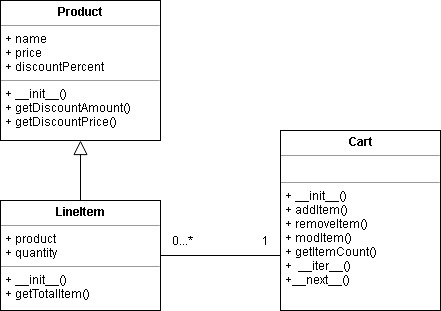 Product
+ name
+ price
+ discountPercent
+ __init__()
+ getDiscountAmount()
+ getDiscountPrice()
LineItem
+ product
+ quantity
+ __init__()
+ getTotalItem()
0...*
1
Cart
+ __init__()
+ addItem()
+ removeItem()
+ modItem()
+ getItemCount()
+ __iter__()
+__next__()